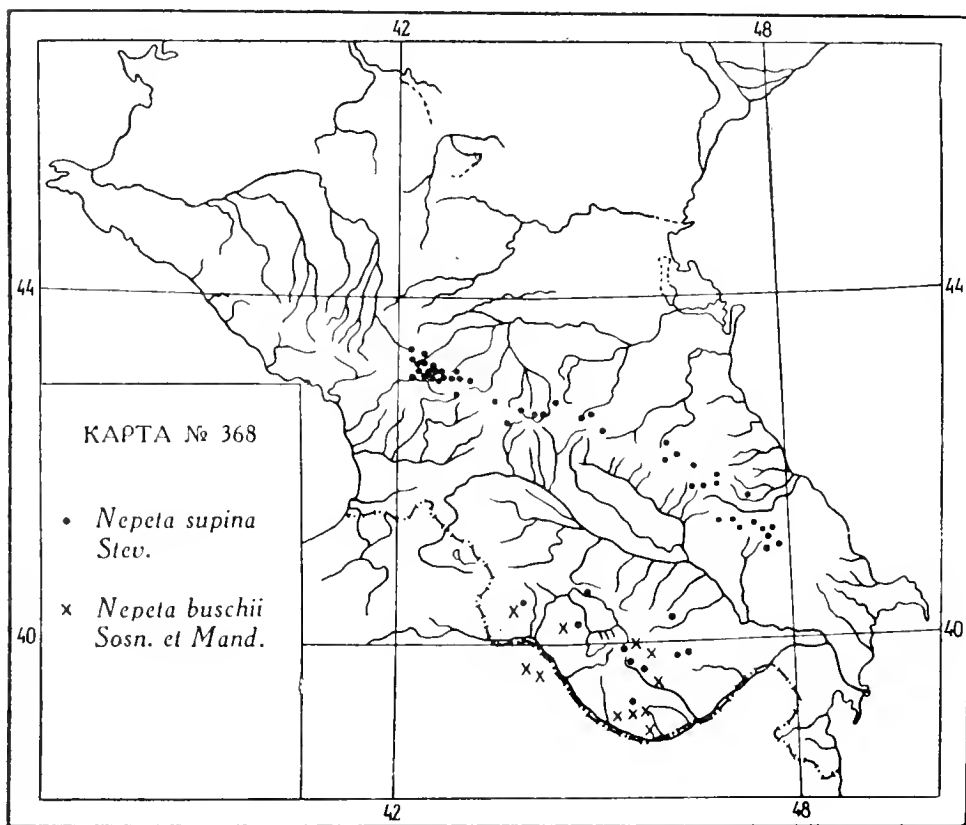 42 48
44 44
КАРТА № 368
• Nepeta supina
Stev.
× Nepeta buschii
Sosn. et Mand.
40 40
42 48